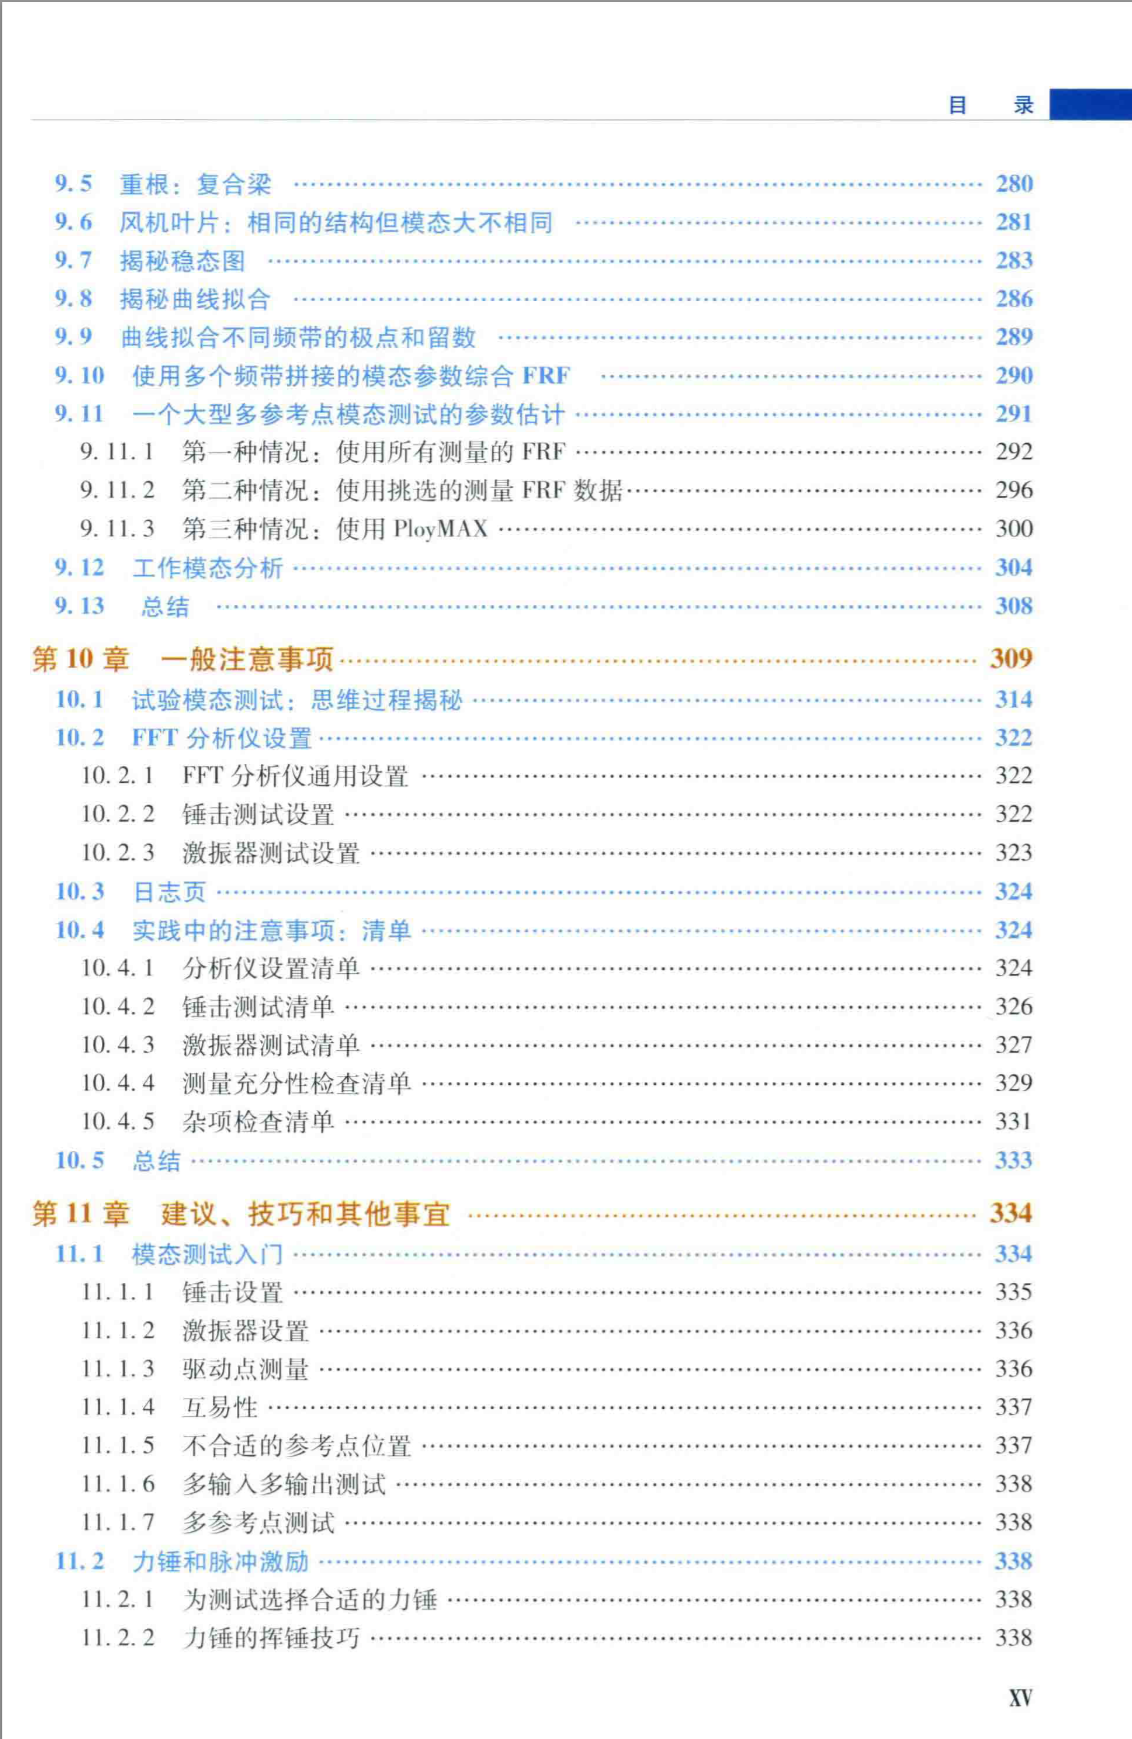 目 录
9.5 重根：复合梁 …… 280
9.6 风机叶片：相同的结构但模态大不相同 …… 281
9.7 揭秘稳态图 …… 283
9.8 揭秘曲线拟合 …… 286
9.9 曲线拟合不同频带的极点和留数 …… 289
9.10 使用多个频带拼接的模态参数综合 FRF …… 290
9.11 一个大型多参考点模态测试的参数估计 …… 291
9.11.1 第一种情况：使用所有测量的 FRF …… 292
9.11.2 第二种情况：使用挑选的测量 FRF 数据 …… 296
9.11.3 第三种情况：使用 PloyMAX …… 300
9.12 工作模态分析 …… 304
9.13 总结 …… 308
第 10 章 一般注意事项 …… 309
10.1 试验模态测试：思维过程揭秘 …… 314
10.2 FFT 分析仪设置 …… 322
10.2.1 FFT 分析仪通用设置 …… 322
10.2.2 锤击测试设置 …… 322
10.2.3 激振器测试设置 …… 323
10.3 日志页 …… 324
10.4 实践中的注意事项：清单 …… 324
10.4.1 分析仪设置清单 …… 324
10.4.2 锤击测试清单 …… 326
10.4.3 激振器测试清单 …… 327
10.4.4 测量充分性检查清单 …… 329
10.4.5 杂项检查清单 …… 331
10.5 总结 …… 333
第 11 章 建议、技巧和其他事宜 …… 334
11.1 模态测试入门 …… 334
11.1.1 锤击设置 …… 335
11.1.2 激振器设置 …… 336
11.1.3 驱动点测量 …… 336
11.1.4 互易性 …… 337
11.1.5 不合适的参考点位置 …… 337
11.1.6 多输入多输出测试 …… 338
11.1.7 多参考点测试 …… 338
11.2 力锤和脉冲激励 …… 338
11.2.1 为测试选择合适的力锤 …… 338
11.2.2 力锤的挥锤技巧 …… 338
XV